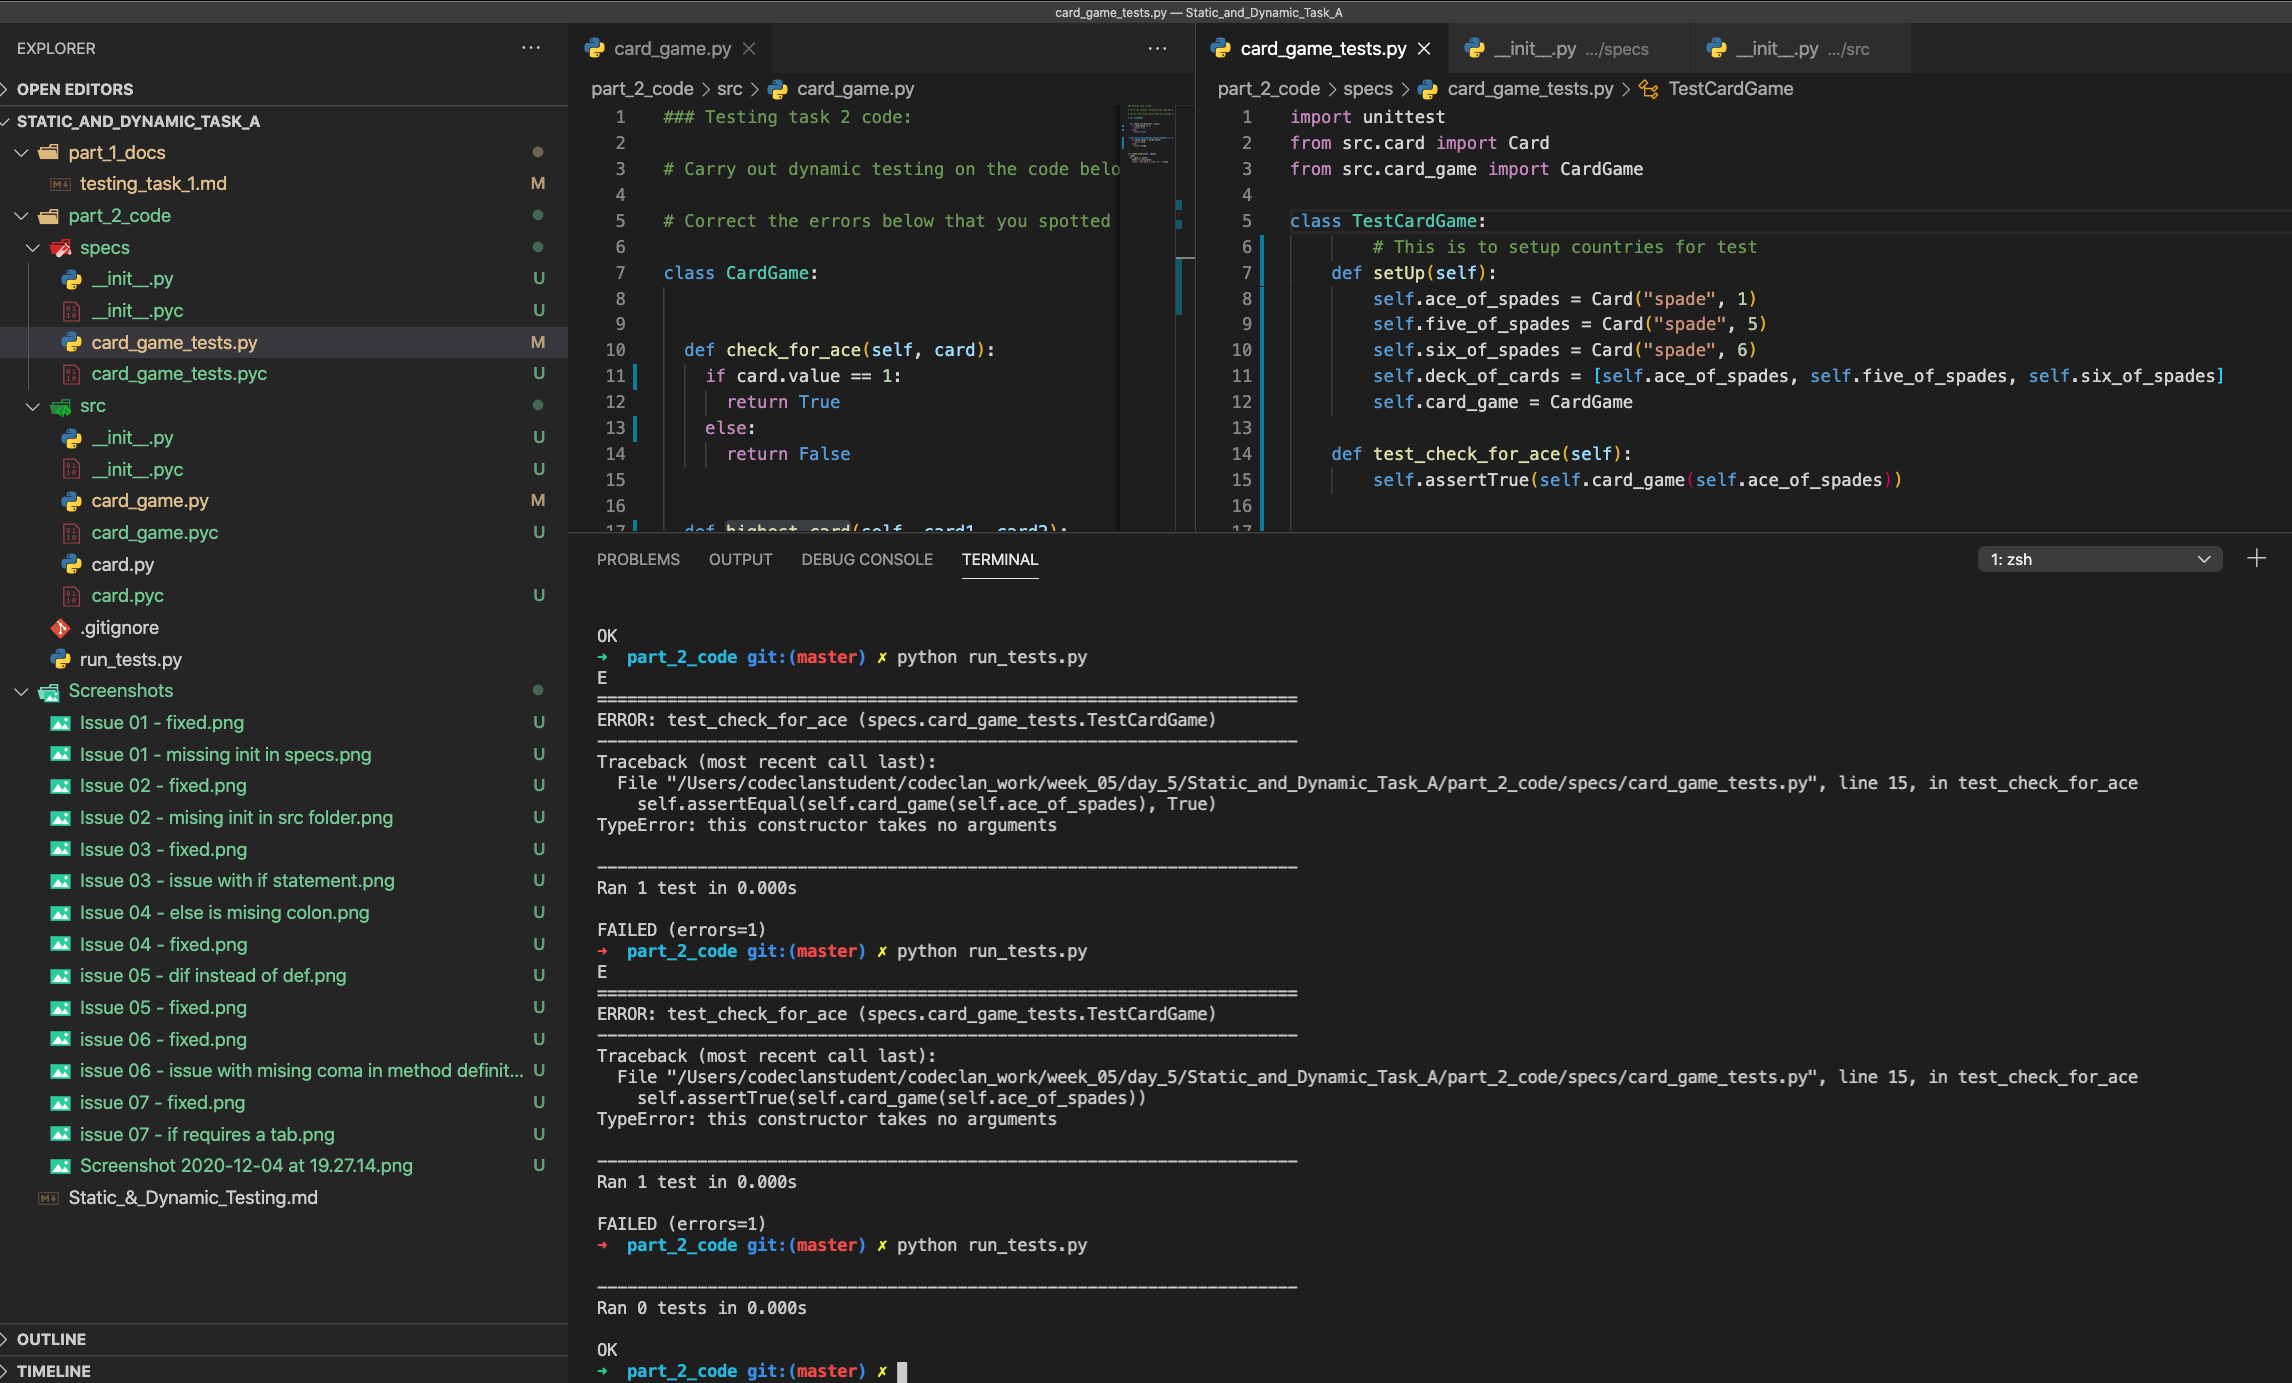 card_game_tests.py — Static_and_Dynamic_Task_A
EXPLORER
OPEN EDITORS
STATIC_AND_DYNAMIC_TASK_A
part_1_docs
testing_task_1.md M
part_2_code
specs
__init__.py U
__init__.pyc U
card_game_tests.py M
card_game_tests.pyc U
src
__init__.py U
__init__.pyc U
card_game.py M
card_game.pyc U
card.py
card.pyc U
.gitignore
run_tests.py
Screenshots
Issue 01 - fixed.png U
Issue 01 - missing init in specs.png U
Issue 02 - fixed.png U
Issue 02 - mising init in src folder.png U
Issue 03 - fixed.png U
Issue 03 - issue with if statement.png U
Issue 04 - else is mising colon.png U
Issue 04 - fixed.png U
issue 05 - dif instead of def.png U
Issue 05 - fixed.png U
issue 06 - fixed.png U
issue 06 - issue with mising coma in method definit... U
issue 07 - fixed.png U
issue 07 - if requires a tab.png U
Screenshot 2020-12-04 at 19.27.14.png U
Static_&_Dynamic_Testing.md
OUTLINE
TIMELINE
card_game.py
part_2_code > src > card_game.py
1 ### Testing task 2 code:
2
3 # Carry out dynamic testing on the code belo
4
5 # Correct the errors below that you spotted
6
7 class CardGame:
8
9
10 def check_for_ace(self, card):
11 if card.value == 1:
12 return True
13 else:
14 return False
15
16
17 def highest_card(self, card1, card2):
card_game_tests.py __init__.py .../specs __init__.py .../src
part_2_code > specs > card_game_tests.py > TestCardGame
1 import unittest
2 from src.card import Card
3 from src.card_game import CardGame
4
5 class TestCardGame:
6 # This is to setup countries for test
7 def setUp(self):
8 self.ace_of_spades = Card("spade", 1)
9 self.five_of_spades = Card("spade", 5)
10 self.six_of_spades = Card("spade", 6)
11 self.deck_of_cards = [self.ace_of_spades, self.five_of_spades, self.six_of_spades]
12 self.card_game = CardGame
13
14 def test_check_for_ace(self):
15 self.assertTrue(self.card_game(self.ace_of_spades))
16
17
PROBLEMS OUTPUT DEBUG CONSOLE TERMINAL 1: zsh
OK
→ part_2_code git:(master) ✗ python run_tests.py
E
======================================================================
ERROR: test_check_for_ace (specs.card_game_tests.TestCardGame)
----------------------------------------------------------------------
Traceback (most recent call last):
File "/Users/codeclanstudent/codeclan_work/week_05/day_5/Static_and_Dynamic_Task_A/part_2_code/specs/card_game_tests.py", line 15, in test_check_for_ace
self.assertEqual(self.card_game(self.ace_of_spades), True)
TypeError: this constructor takes no arguments
----------------------------------------------------------------------
Ran 1 test in 0.000s
FAILED (errors=1)
→ part_2_code git:(master) ✗ python run_tests.py
E
======================================================================
ERROR: test_check_for_ace (specs.card_game_tests.TestCardGame)
----------------------------------------------------------------------
Traceback (most recent call last):
File "/Users/codeclanstudent/codeclan_work/week_05/day_5/Static_and_Dynamic_Task_A/part_2_code/specs/card_game_tests.py", line 15, in test_check_for_ace
self.assertTrue(self.card_game(self.ace_of_spades))
TypeError: this constructor takes no arguments
----------------------------------------------------------------------
Ran 1 test in 0.000s
FAILED (errors=1)
→ part_2_code git:(master) ✗ python run_tests.py
----------------------------------------------------------------------
Ran 0 tests in 0.000s
OK
→ part_2_code git:(master) ✗